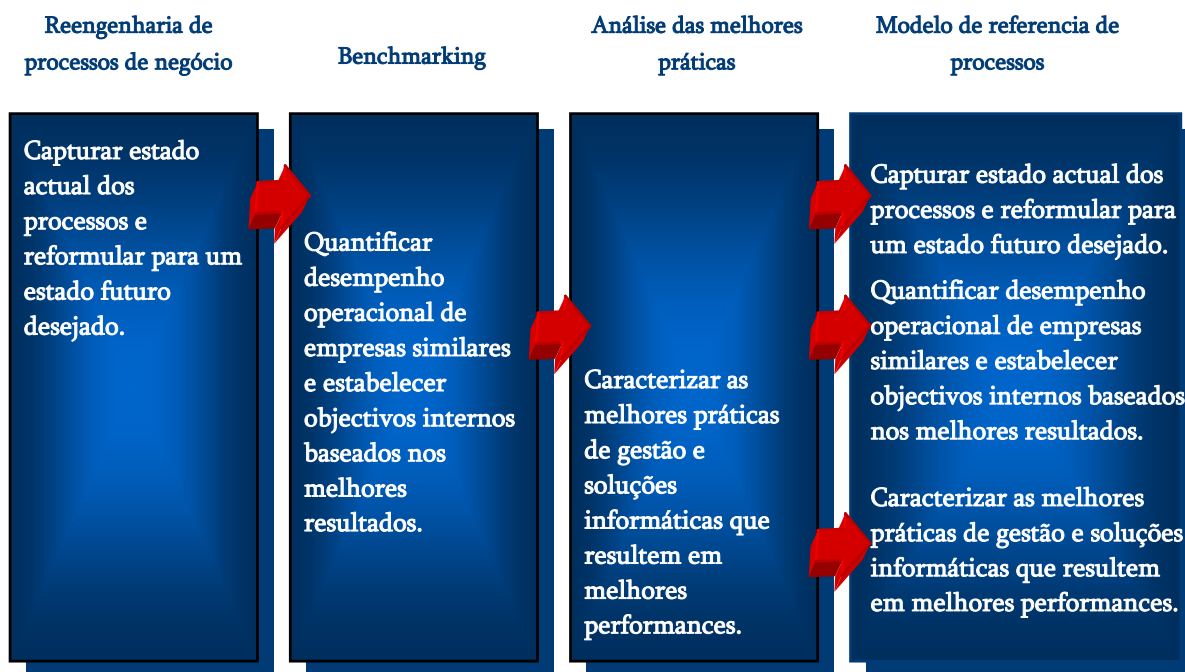 Reengenharia de
processos de negócio
Benchmarking
Análise das melhores
práticas
Modelo de referencia de
processos
Capturar estado
actual dos
processos e
reformular para um
estado futuro
desejado.
Quantificar
desempenho
operacional de
empresas similares
e estabelecer
objectivos internos
baseados nos
melhores
resultados.
Caracterizar as
melhores práticas
de gestão e
soluções
informáticas que
resultem em
melhores
performances.
Capturar estado actual dos
processos e reformular para
um estado futuro desejado.
Quantificar desempenho
operacional de empresas
similares e estabelecer
objectivos internos baseados
nos melhores resultados.
Caracterizar as melhores
práticas de gestão e soluções
informáticas que resultem
em melhores performances.